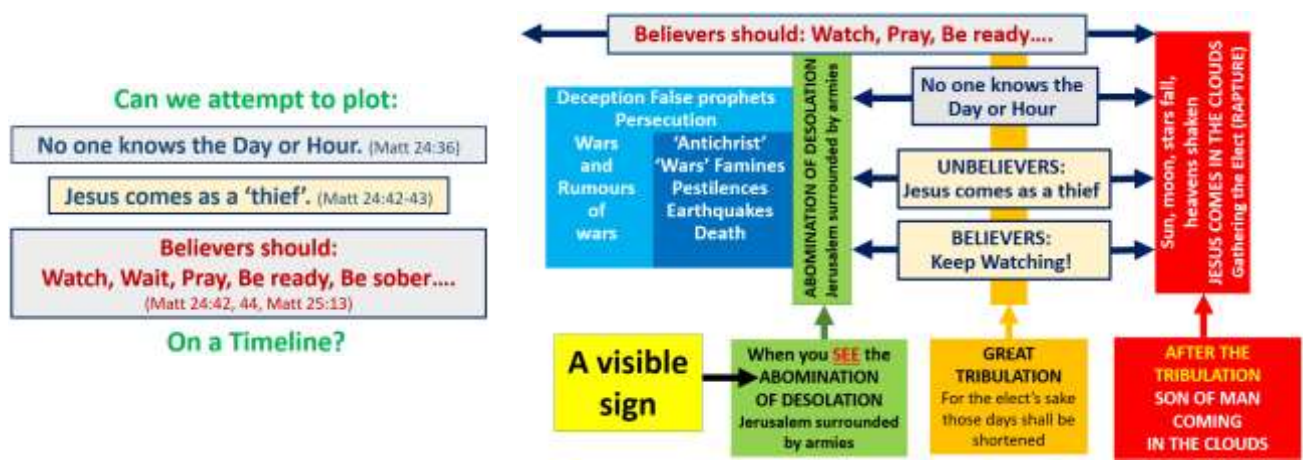 Can we attempt to plot:
No one knows the Day or Hour. (Matt 24:36)
Jesus comes as a ‘thief’. (Matt 24:42-43)
Believers should:
Watch, Wait, Pray, Be ready, Be sober....
(Matt 24:42, 44, Matt 25:13)
On a Timeline?
Believers should: Watch, Pray, Be ready....
Deception False prophets
Persecution
Wars
and
Rumours
of
wars
‘Antichrist’
‘Wars’ Famines
Pestilences
Earthquakes
Death
ABOMINATION OF DESOLATION
Jerusalem surrounded by armies
No one knows the
Day or Hour
UNBELIEVERS:
Jesus comes as a thief
BELIEVERS:
Keep Watching!
Sun, moon, stars fall,
heavens shaken
JESUS COMES IN THE CLOUDS
Gathering the Elect (RAPTURE)
A visible
sign
When you SEE the
ABOMINATION
OF DESOLATION
Jerusalem surrounded
by armies
GREAT
TRIBULATION
For the elect’s sake
those days shall be
shortened
AFTER THE
TRIBULATION
SON OF MAN
COMING
IN THE CLOUDS